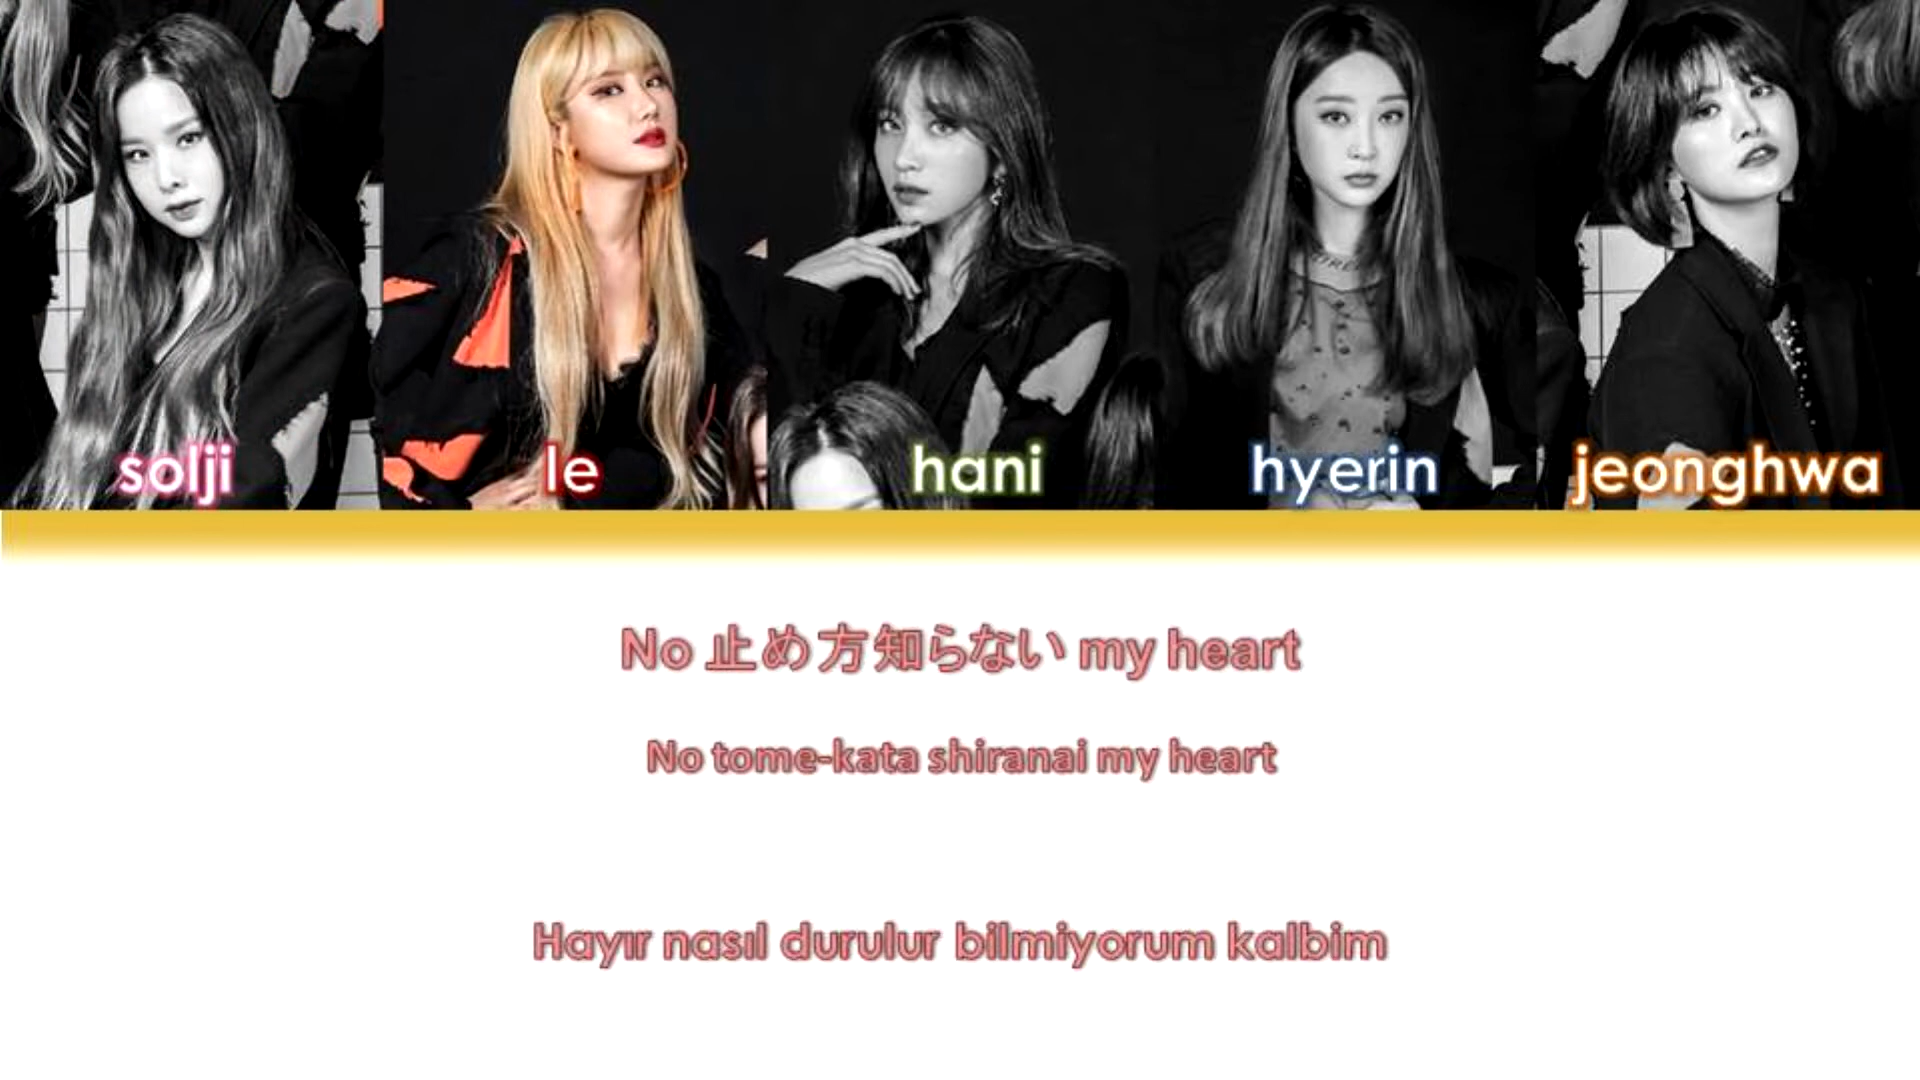 solji
le
hani
hyerin
jeonghwa
No 止め方知らない my heart
No tome-kata shiranai my heart
Hayır nasıl durulur bilmiyorum kalbim